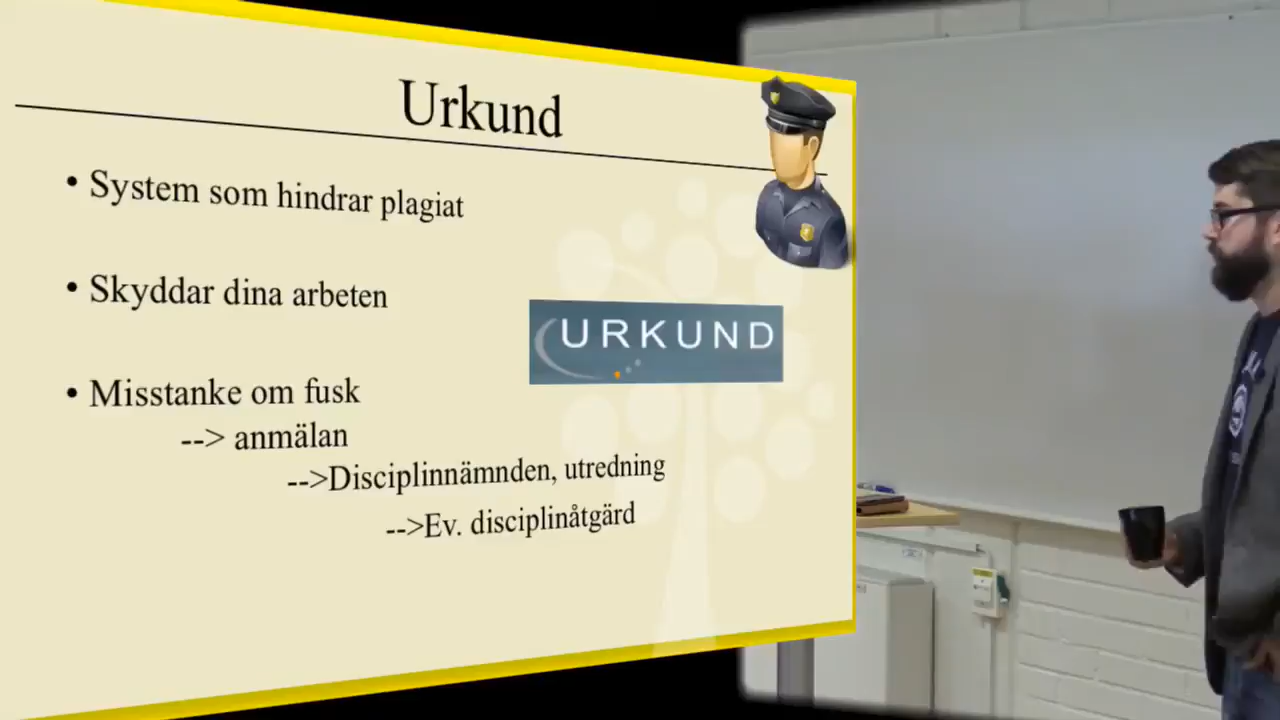 Urkund
• System som hindrar plagiat
• Skyddar dina arbeten
URKUND
• Misstanke om fusk
--> anmälan
-->Disciplinnämnden, utredning
-->Ev. disciplinåtgärd